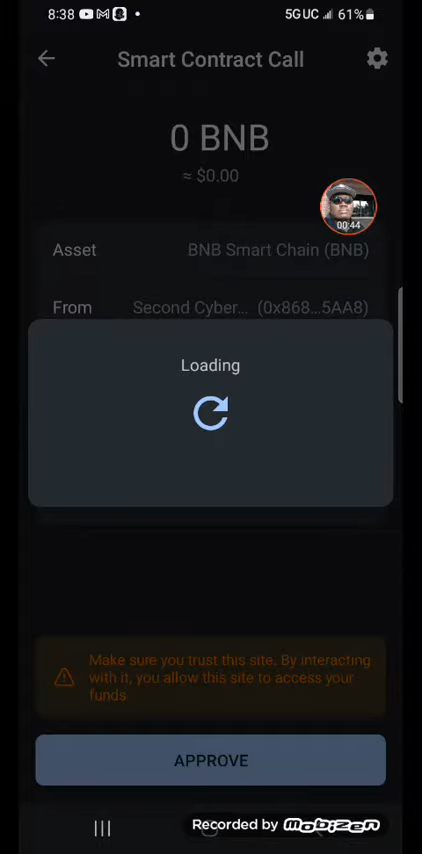 8:38 5GUC 61%
Smart Contract Call
0 BNB
≈ $0.00
00:44
Asset BNB Smart Chain (BNB)
From Second Cyber... (0x868...5AA8)
Loading
Make sure you trust this site. By interacting
with it, you allow this site to access your
funds
APPROVE
Recorded by MOBIZEN